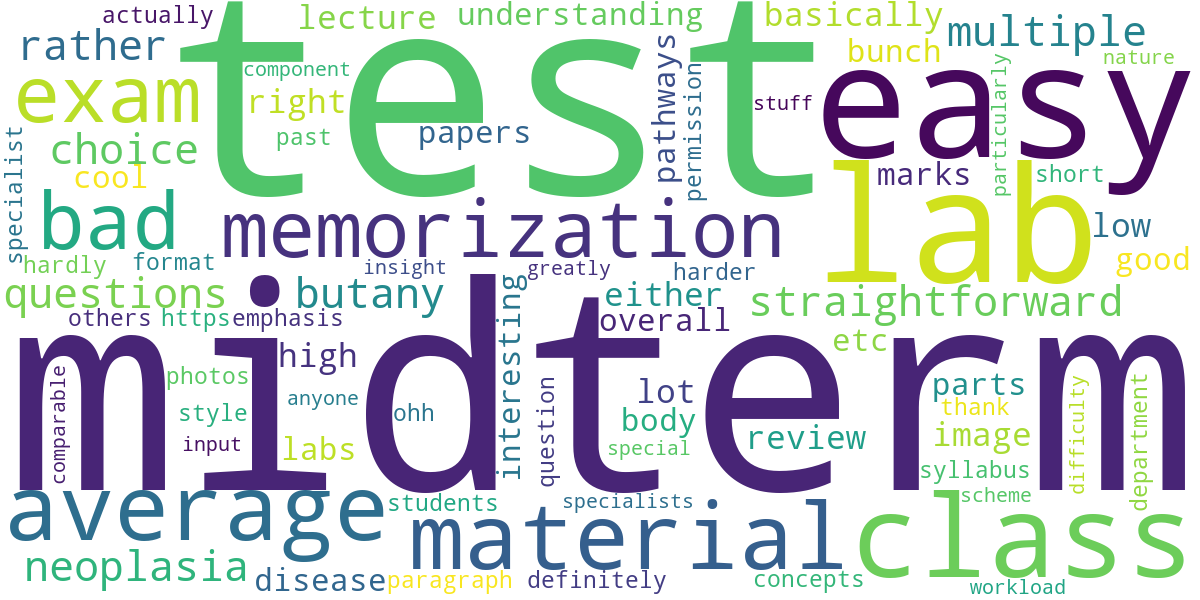 actually
lecture
understanding
basically
rather
test
multiple
bunch
nature
component
exam
easy
right
stuff
past
papers
pathways
permission
particularly
choice
cool
marks
short
specialist
lab
bad
memorization
low
hardly
format
insight
greatly
harder
good
questions
butany
interesting
either
straightforward
others
https
emphasis
overall
etc
midterm
high
photos
comparable
anyone
style
ohh
input
labs
question
lot
body
special
review
parts
thank
image
difficulty
department
syllabus
average
students
specialists
scheme
material
class
neoplasia
disease
paragraph
definitely
concepts
workload